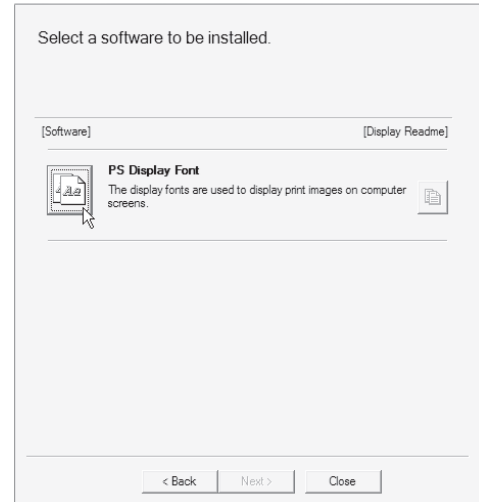 Select a software to be installed.
[Software] [Display Readme]
PS Display Font
The display fonts are used to display print images on computer
screens.
< Back Next > Close